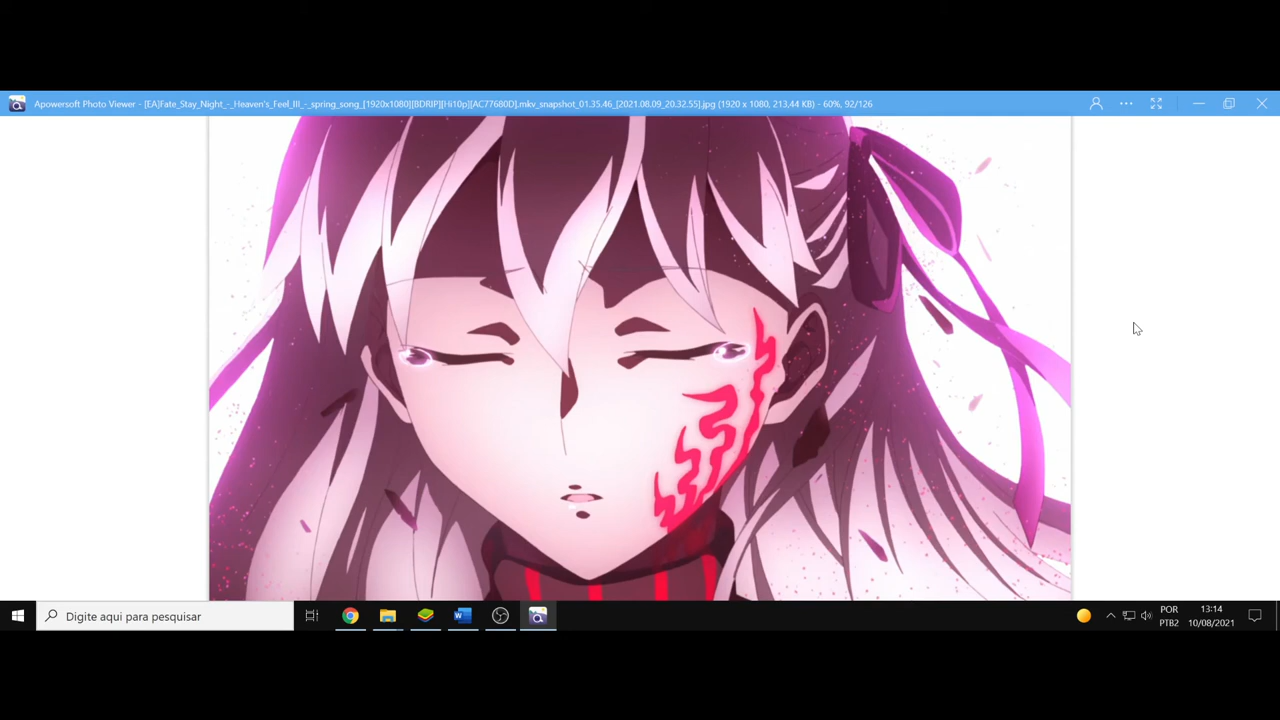 Apowersoft Photo Viewer - [EA]Fate_Stay_Night_-_Heaven's_Feel_III_-_spring_song_[1920x1080][BDRIP][Hi10p][AC77680D].mkv_snapshot_01.35.46_[2021.08.09_20.32.55].jpg (1920 x 1080, 213,44 KB) - 60%, 92/126
Digite aqui para pesquisar
POR
PTB2
13:14
10/08/2021